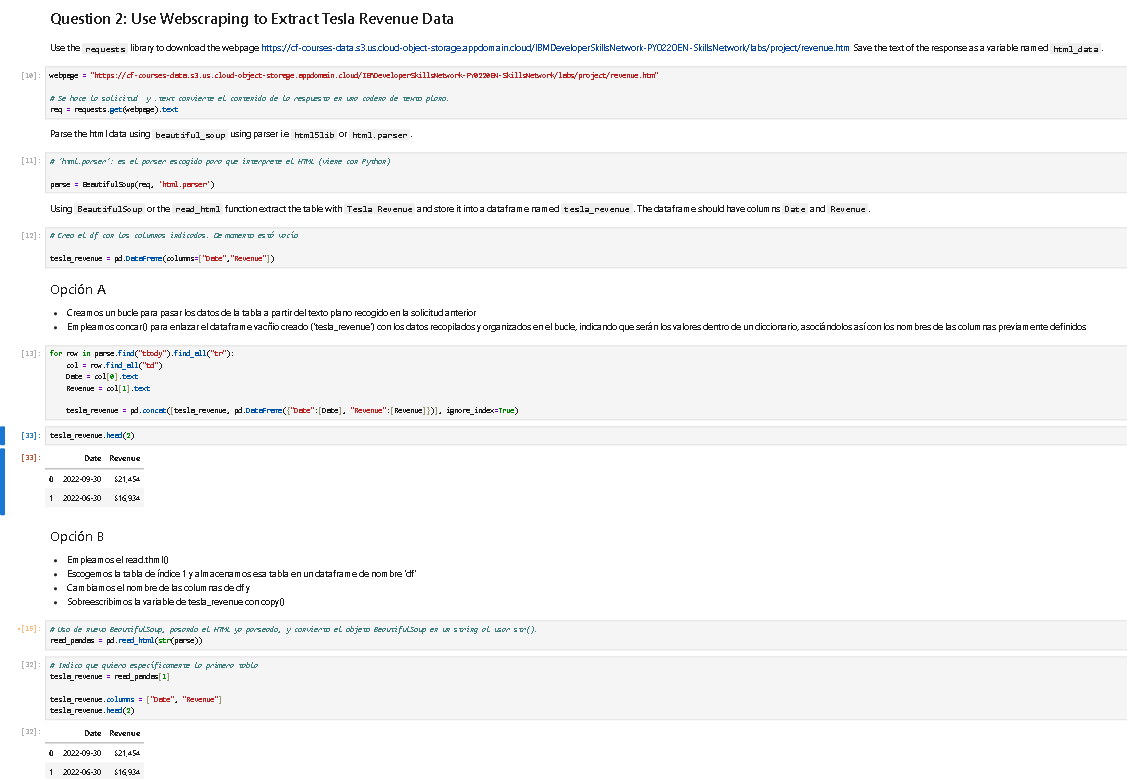 Question 2: Use Webscraping to Extract Tesla Revenue Data
Use the requests library to download the webpage https://cf-courses-data.s3.us.cloud-object-storage.appdomain.cloud/IBMDeveloperSkillsNetwork-PY0220EN-SkillsNetwork/labs/project/revenue.htm Save the text of the response as a variable named html_data.
[10]: webpage = "https://cf-courses-data.s3.us.cloud-object-storage.appdomain.cloud/IBMDeveloperSkillsNetwork-PY0220EN-SkillsNetwork/labs/project/revenue.htm"
# Se hace la solicitud y .text convierte el contenido de la respuesta en una cadena de texto plano.
req = requests.get(webpage).text
Parse the html data using beautiful_soup using parser i.e html5lib or html.parser.
[11]: # 'html.parser': es el parser escogido para que interprete el HTML (viene con Python)
parse = BeautifulSoup(req, 'html.parser')
Using BeautifulSoup or the read_html function extract the table with Tesla Revenue and store it into a dataframe named tesla_revenue. The dataframe should have columns Date and Revenue.
[12]: # Creo el df con las columnas indicadas. De momento está vacío
tesla_revenue = pd.DataFrame(columns=["Date","Revenue"])
Opción A
• Creamos un bucle para pasar los datos de la tabla a partir del texto plano recogido en la solicitud anterior
• Empleamos concar() para enlazar el dataframe vacñio creado ('tesla_revenue') con los datos recopilados y organizados en el bucle, indicando que serán los valores dentro de un diccionario, asociándolos así con los nombres de las columnas previamente definidos
[13]: for row in parse.find("tbody").find_all("tr"):
col = row.find_all("td")
Date = col[0].text
Revenue = col[1].text
tesla_revenue = pd.concat([tesla_revenue, pd.DataFrame({"Date":[Date], "Revenue":[Revenue]})], ignore_index=True)
[33]: tesla_revenue.head(2)
[33]: Date Revenue
0 2022-09-30 $21,454
1 2022-06-30 $16,934
Opción B
• Empleamos el read.thml()
• Escogemos la tabla de índice 1 y almacenamos esa tabla en un dataframe de nombre 'df'
• Cambiamos el nombre de las columnas de df y
• Sobreescribimos la variable de tesla_revenue con copy()
•[15]: # Uso de nuevo BeautifulSoup, pasando el HTML ya parseado, y convierto el objeto BeautifulSoup en un string al usar str().
read_pandas = pd.read_html(str(parse))
[32]: # Indico que quiero específicamente la primera tabla
tesla_revenue = read_pandas[1]
tesla_revenue.columns = ["Date", "Revenue"]
tesla_revenue.head(2)
[32]: Date Revenue
0 2022-09-30 $21,454
1 2022-06-30 $16,934